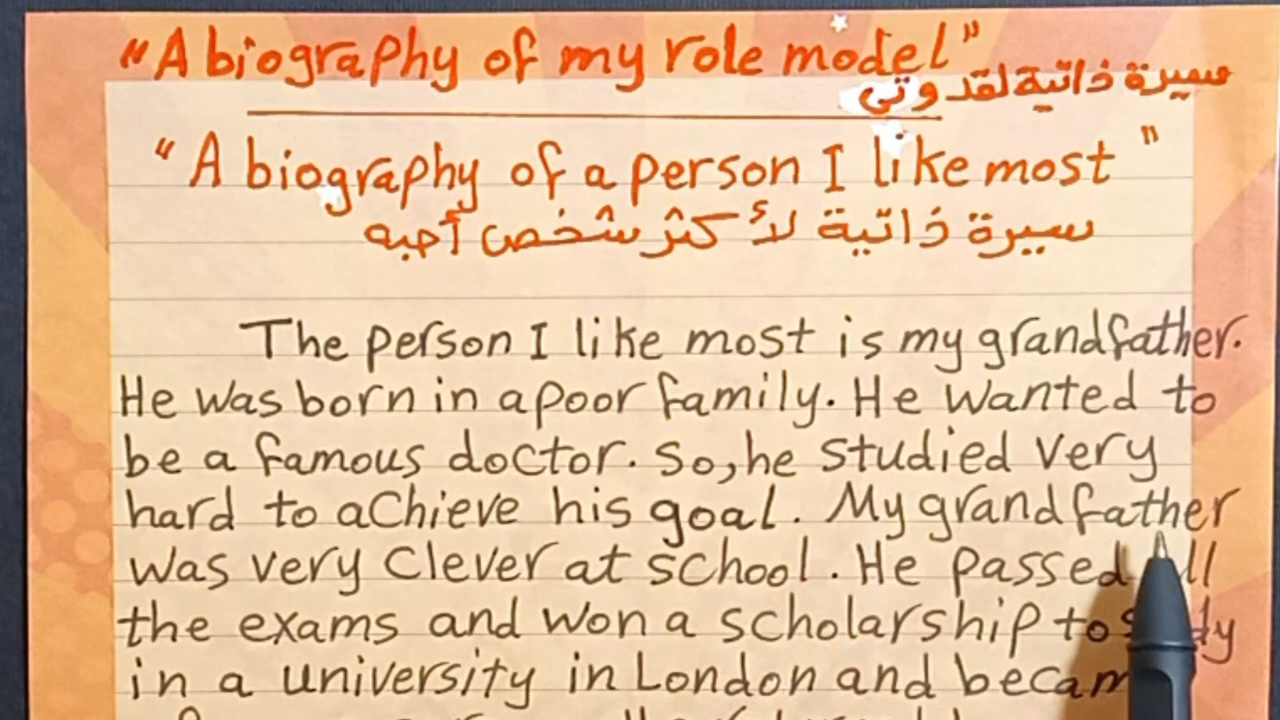 "A biography of my role model"
سيرة ذاتية لقدوتي
"A biography of a person I like most"
سيرة ذاتية لأكثر شخص أحبه
The person I like most is my grandfather.
He was born in a poor family. He wanted to
be a famous doctor. So, he studied very
hard to achieve his goal. My grandfather
was very clever at school. He passed
the exams and won a scholarship to
in a university in London and